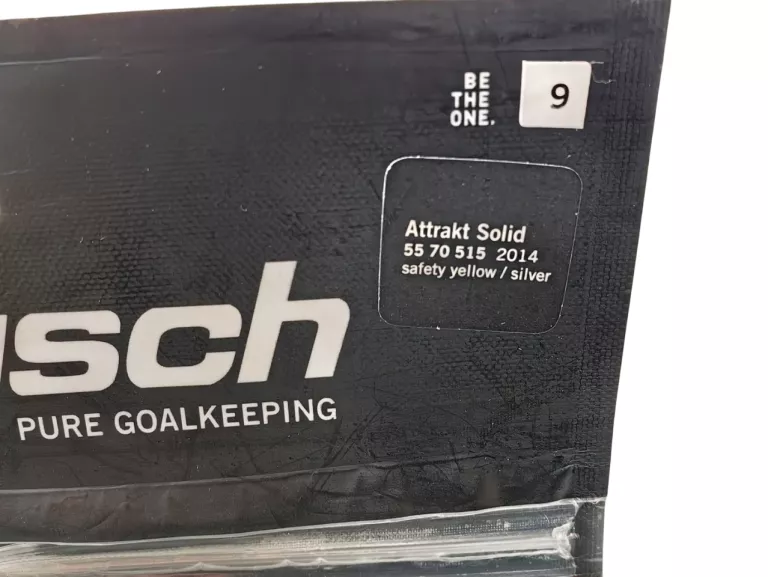 BE
THE
ONE.
9
Attrakt Solid
55 70 515 2014
safety yellow / silver
usch
PURE GOALKEEPING